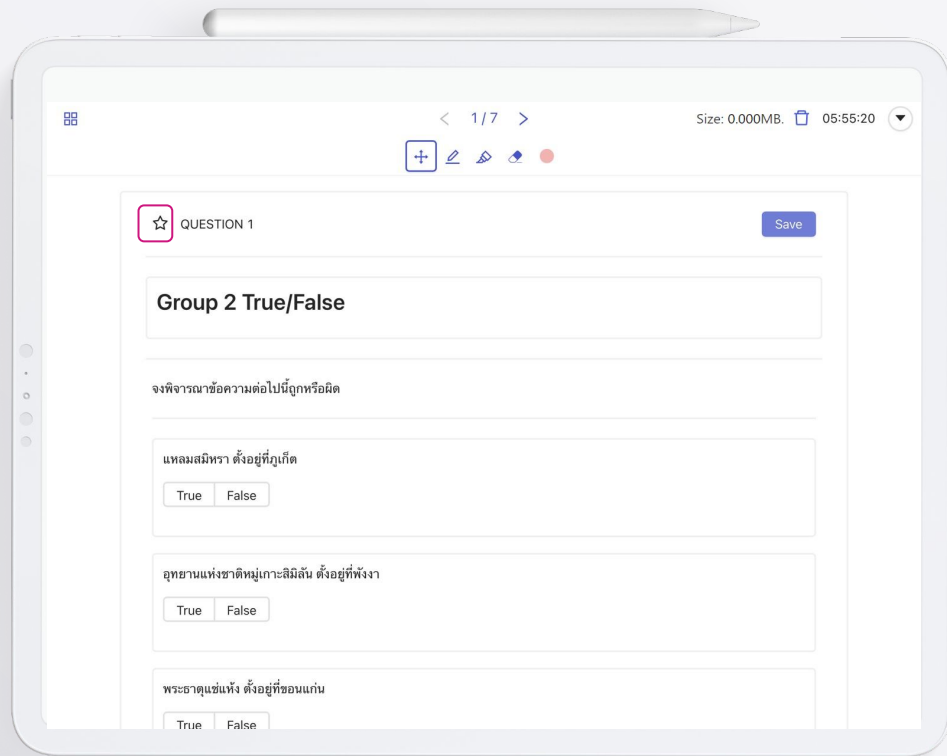 1/7
Size: 0.000MB. 05:55:20
QUESTION 1
Save
Group 2 True/False
จงพิจารณาข้อความต่อไปนี้ถูกหรือผิด
แหลมสมิหรา ตั้งอยู่ที่ภูเก็ต
True False
อุทยานแห่งชาติหมู่เกาะสิมิลัน ตั้งอยู่ที่พังงา
True False
พระธาตุแช่แห้ง ตั้งอยู่ที่ขอนแก่น
True False